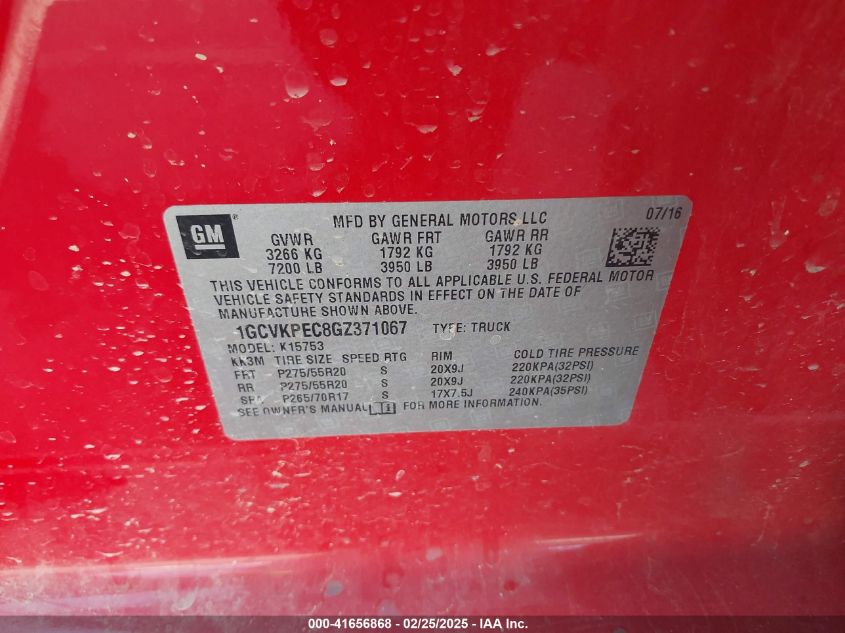 GM
MFD BY GENERAL MOTORS LLC 07/16
GVWR GAWR FRT GAWR RR
3266 KG 1792 KG 1792 KG
7200 LB 3950 LB 3950 LB
THIS VEHICLE CONFORMS TO ALL APPLICABLE U.S. FEDERAL MOTOR
VEHICLE SAFETY STANDARDS IN EFFECT ON THE DATE OF
MANUFACTURE SHOWN ABOVE.
1GCVKPEC8GZ371067 TYPE: TRUCK
MODEL: K15753
KK3M TIRE SIZE SPEED RTG RIM COLD TIRE PRESSURE
FRT P275/55R20 S 20X9J 220KPA(32PSI)
RR P275/55R20 S 20X9J 220KPA(32PSI)
SPA P265/70R17 S 17X7.5J 240KPA(35PSI)
SEE OWNER'S MANUAL FOR MORE INFORMATION.
000-41656868 - 02/25/2025 - IAA Inc.